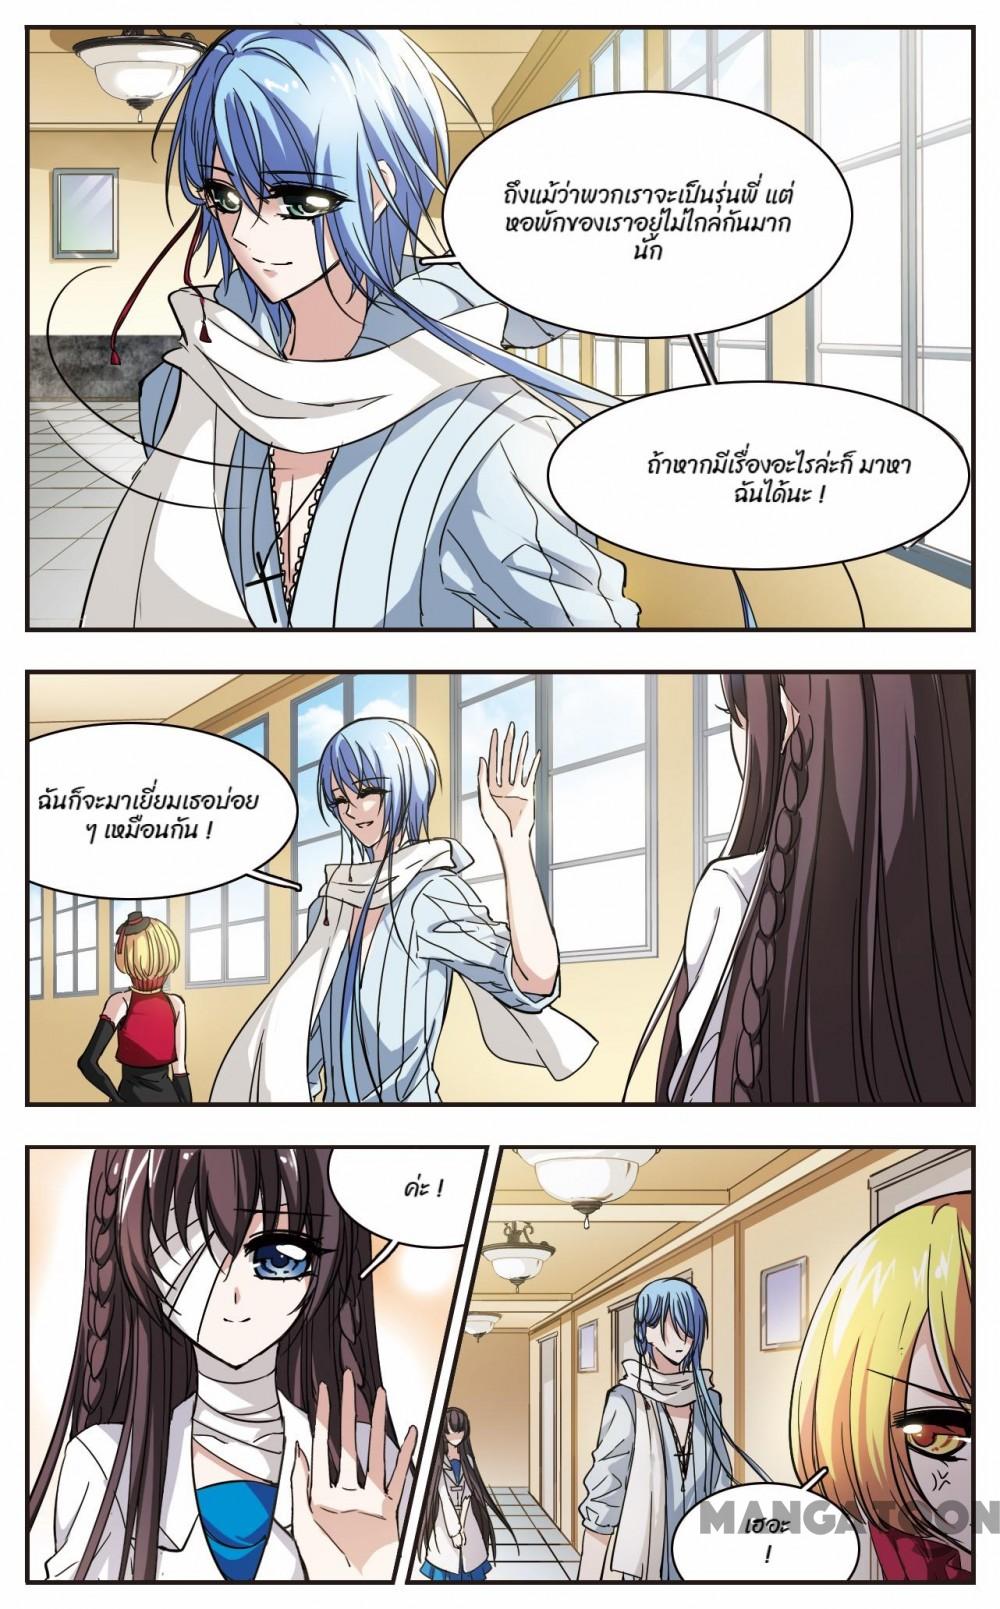 ถึงแม้ว่าพวกเราจะเป็นรุ่นพี่ แต่
หอพักของเราอยู่ไม่ไกลกันมาก
นัก
ถ้าหากมีเรื่องอะไรล่ะก็ มาหา
ฉันได้นะ !
ฉันก็จะมาเยี่ยมเธอบ่อย
ๆ เหมือนกัน !
ค่ะ !
เฮอะ
!
MANGATOON